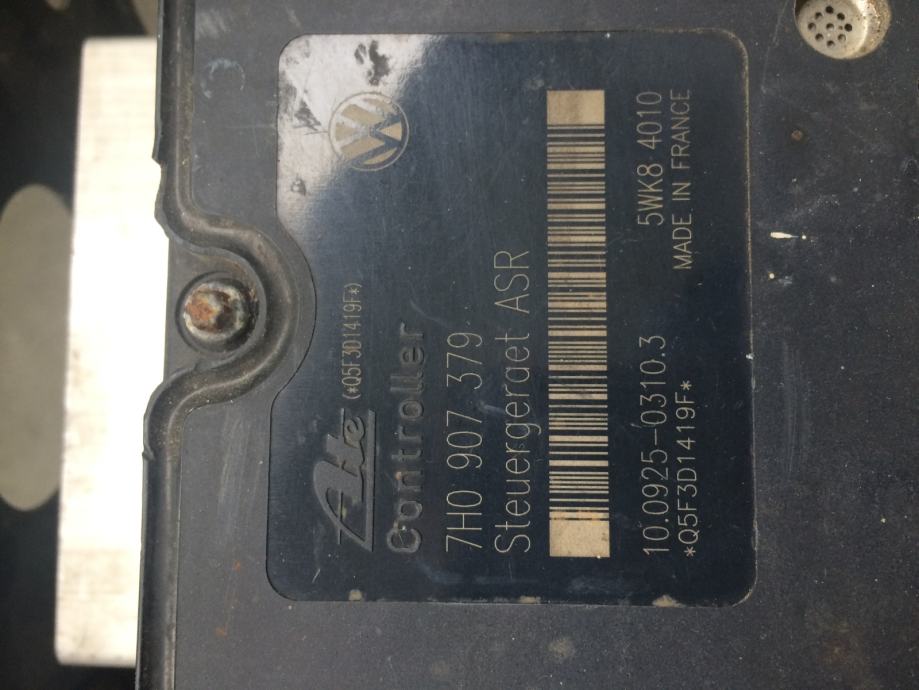 Ate (*Q5F3D1419F*)
Controller
7H0 907 379
Steuergeraet ASR
10.0925-0310.3 5WK8 4010
*Q5F3D1419F* MADE IN FRANCE